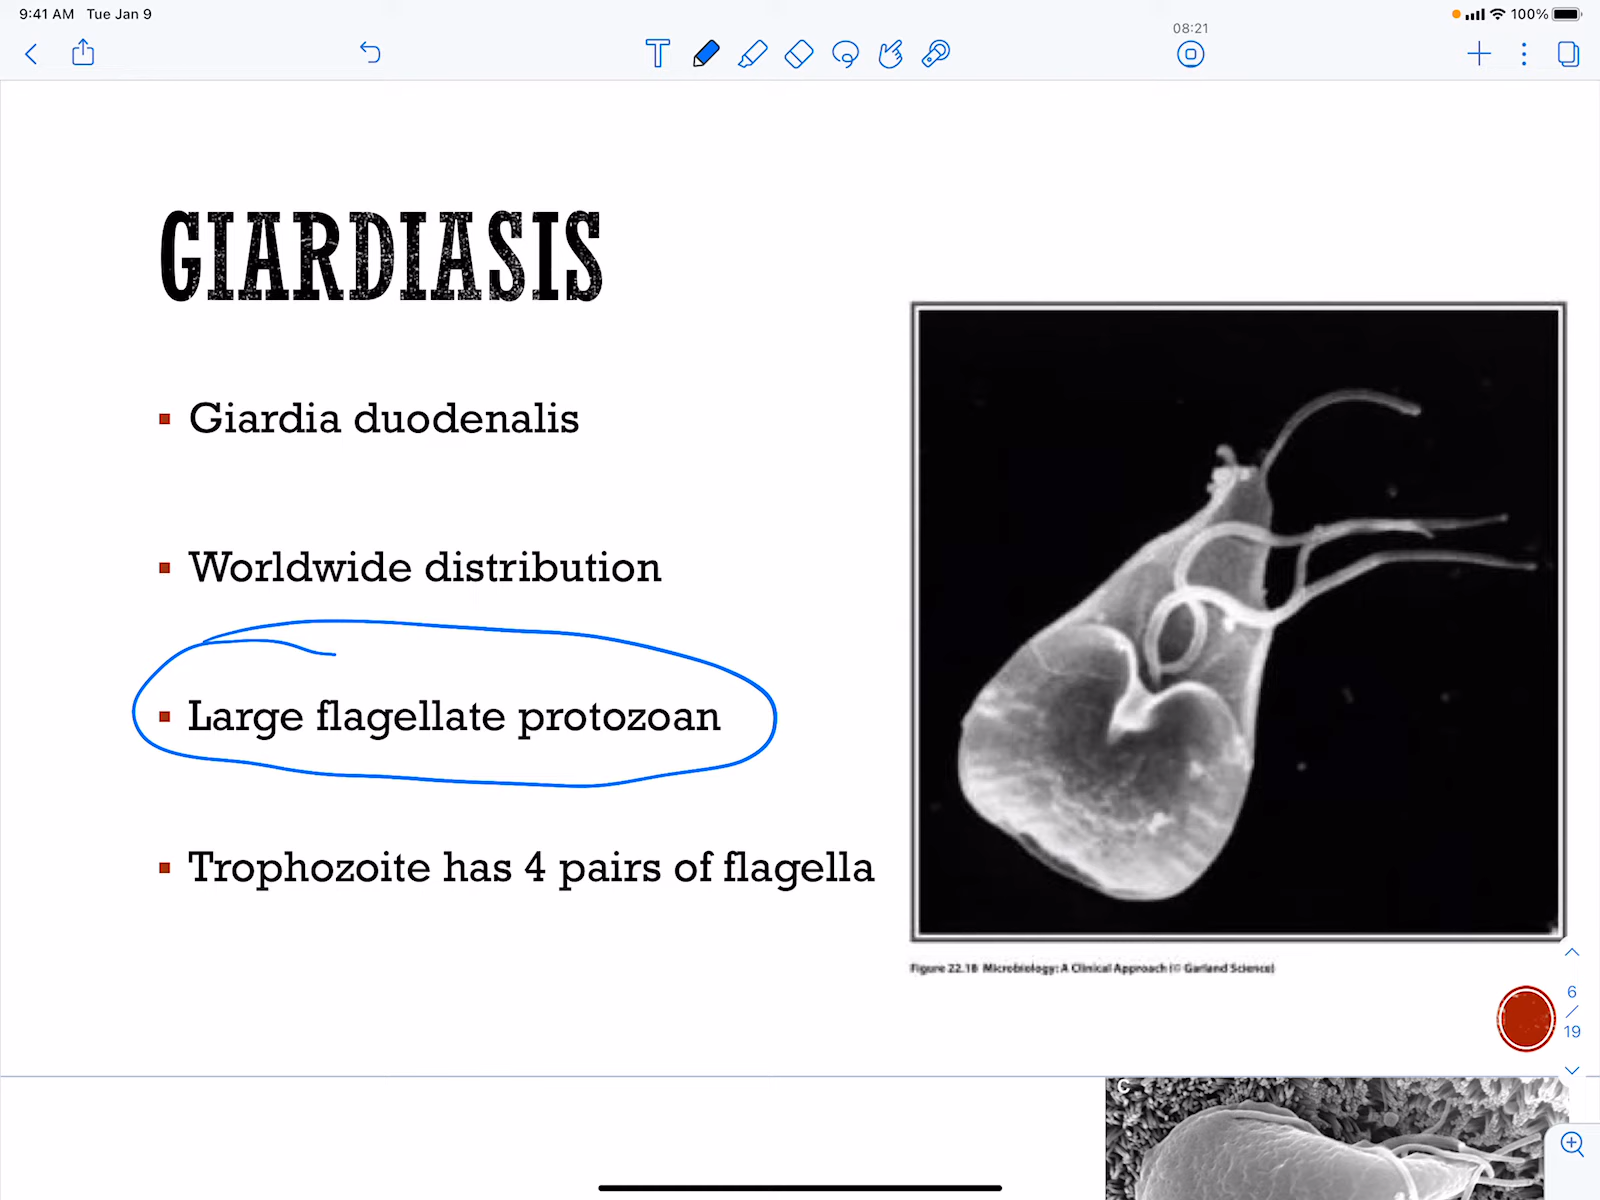 9:41 AM Tue Jan 9
100%
08:21
GIARDIASIS
Giardia duodenalis
Worldwide distribution
Large flagellate protozoan
Trophozoite has 4 pairs of flagella
Figure 22.18 Microbiology: A Clinical Approach (© Garland Science)
6
/
19
C